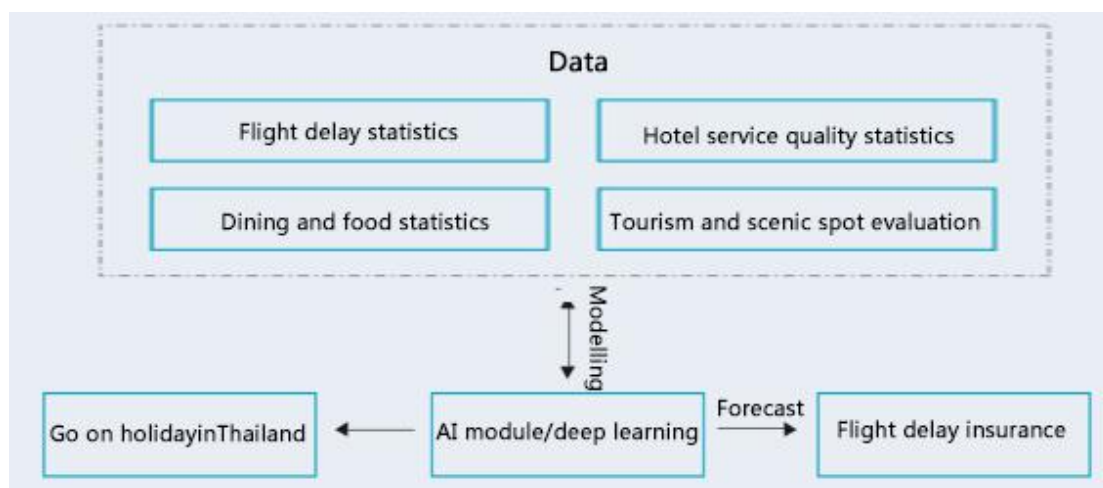 Data
Flight delay statistics
Hotel service quality statistics
Dining and food statistics
Tourism and scenic spot evaluation
Modelling
Go on holidayinThailand
AI module/deep learning
Forecast
Flight delay insurance